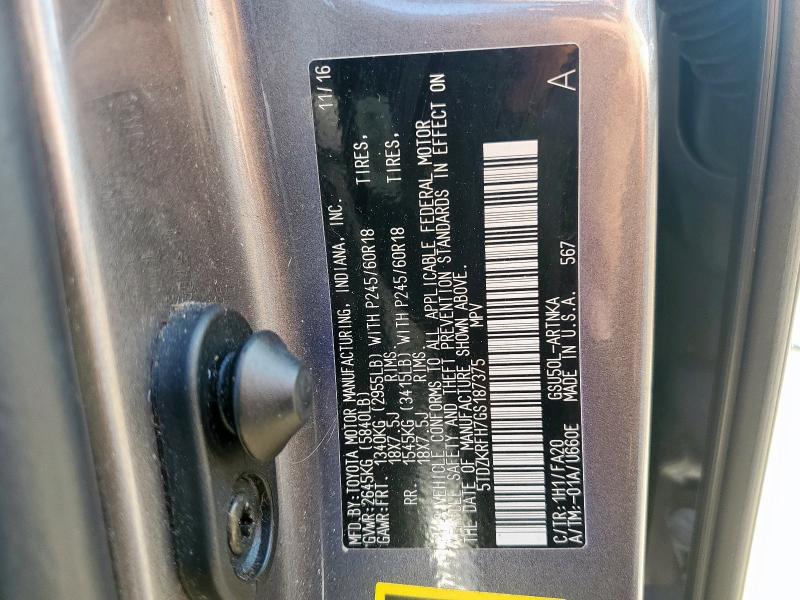 MFD.BY:TOYOTA MOTOR MANUFACTURING, INDIANA, INC. 11/16
GVWR:2645KG (5840LB)
GAWR:FRT. 1340KG (2955LB) WITH P245/60R18 TIRES,
18X7.5J RIMS,
RR. 1545KG (3415LB) WITH P245/60R18 TIRES,
18X7.5J RIMS,
VEHICLE CONFORMS TO ALL APPLICABLE FEDERAL MOTOR
VEHICLE SAFETY AND THEFT PREVENTION STANDARDS IN EFFECT ON
THE DATE OF MANUFACTURE SHOWN ABOVE.
5TDZKRFH7GS187375 MPV
C/TR:1H1/FA20 GSU50L-ARTNKA A
A/TM:-01A/U660E MADE IN U.S.A. 567